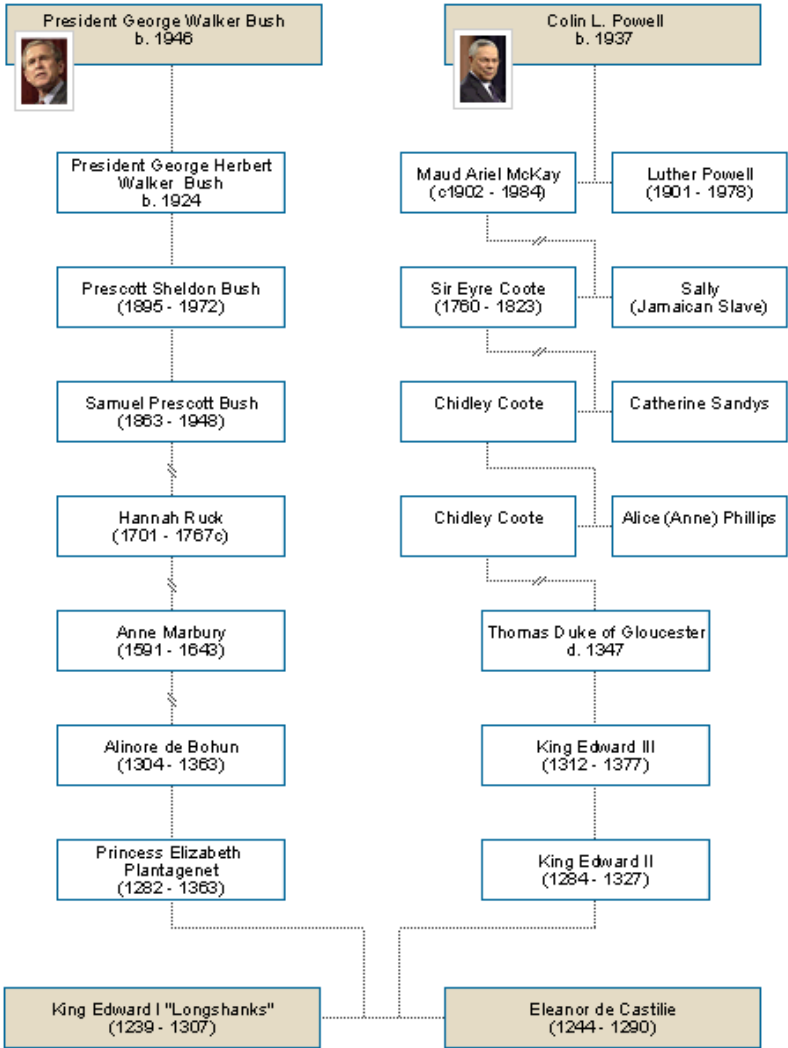 President George Walker Bush
b. 1946
Colin L. Powell
b. 1937
President George Herbert
Walker Bush
b. 1924
Maud Ariel McKay
(c1902 - 1984)
Luther Powell
(1901 - 1978)
Prescott Sheldon Bush
(1895 - 1972)
Sir Eyre Coote
(1760 - 1823)
Sally
(Jamaican Slave)
Samuel Prescott Bush
(1863 - 1948)
Chidley Coote
Catherine Sandys
Hannah Ruck
(1701 - 1767c)
Chidley Coote
Alice (Anne) Phillips
Anne Marbury
(1591 - 1643)
Thomas Duke of Gloucester
d. 1347
Alinore de Bohun
(1304 - 1363)
King Edward III
(1312 - 1377)
Princess Elizabeth
Plantagenet
(1282 - 1363)
King Edward II
(1284 - 1327)
King Edward I "Longshanks"
(1239 - 1307)
Eleanor de Castilie
(1244 - 1290)